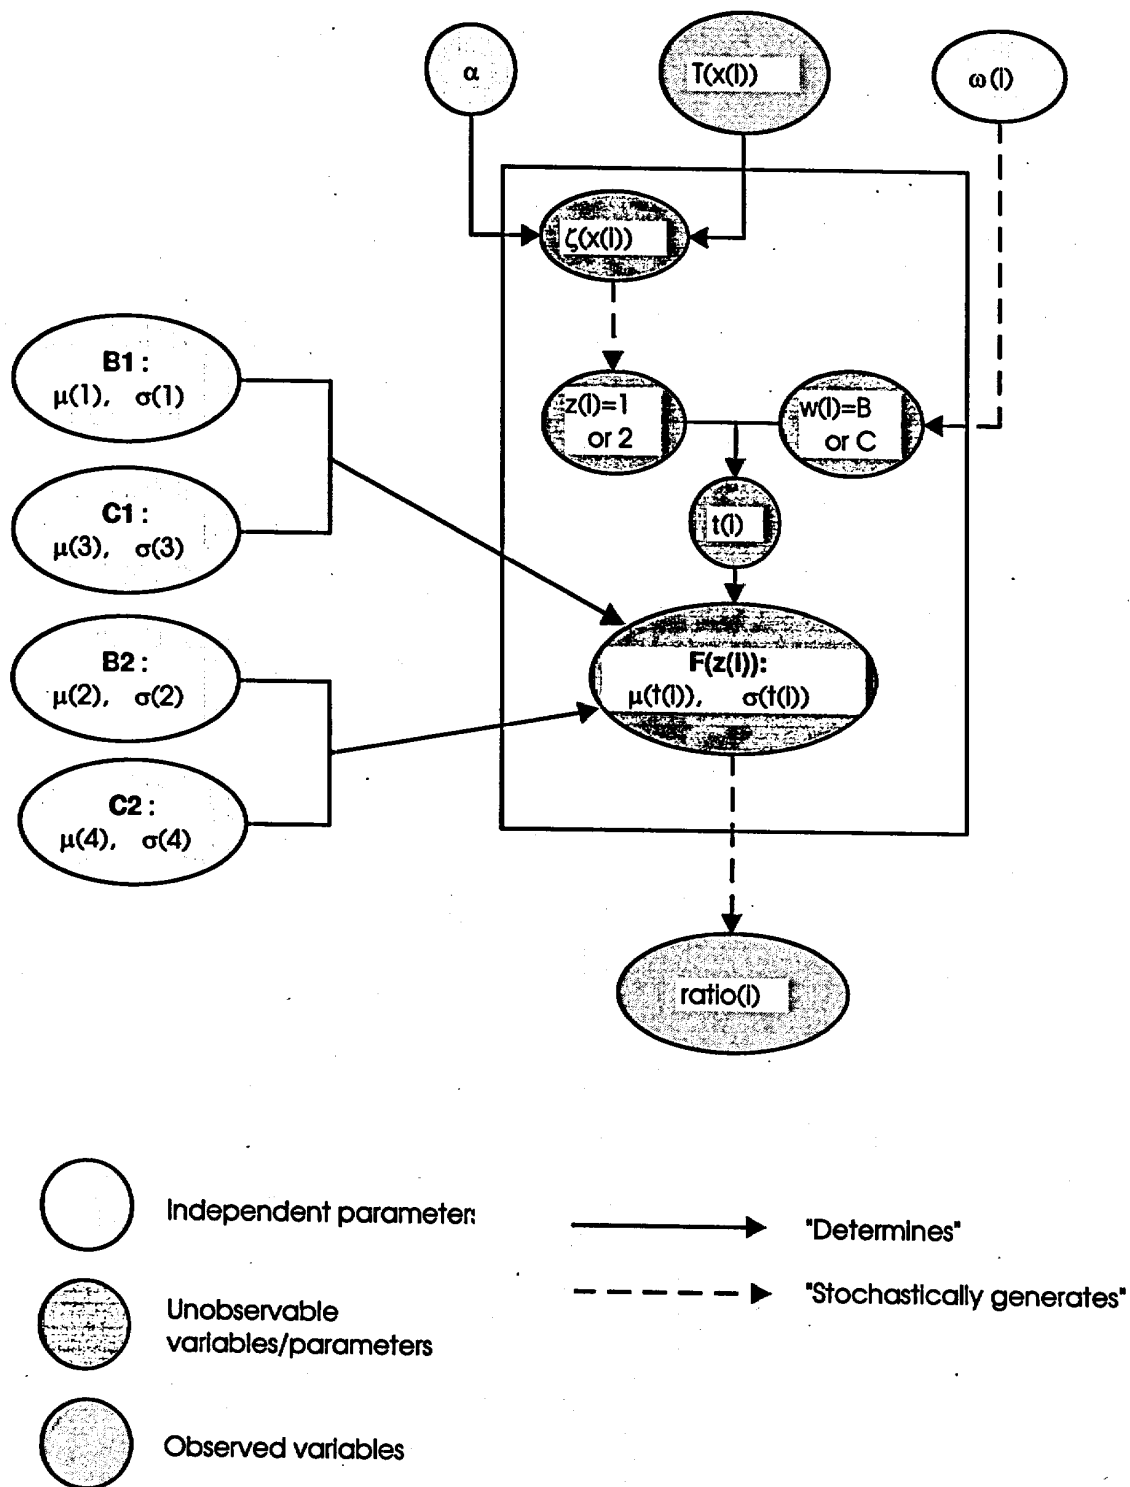 α
T(x(i))
ω(i)
ζ(x(i))
B1:
μ(1), σ(1)
z(i)=1
or 2
w(i)=B
or C
C1:
μ(3), σ(3)
t(i)
B2:
μ(2), σ(2)
F(z(i)):
μ(t(i)), σ(t(i))
C2:
μ(4), σ(4)
ratio(i)
Independent parameters
"Determines"
Unobservable
variables/parameters
"Stochastically generates"
Observed variables